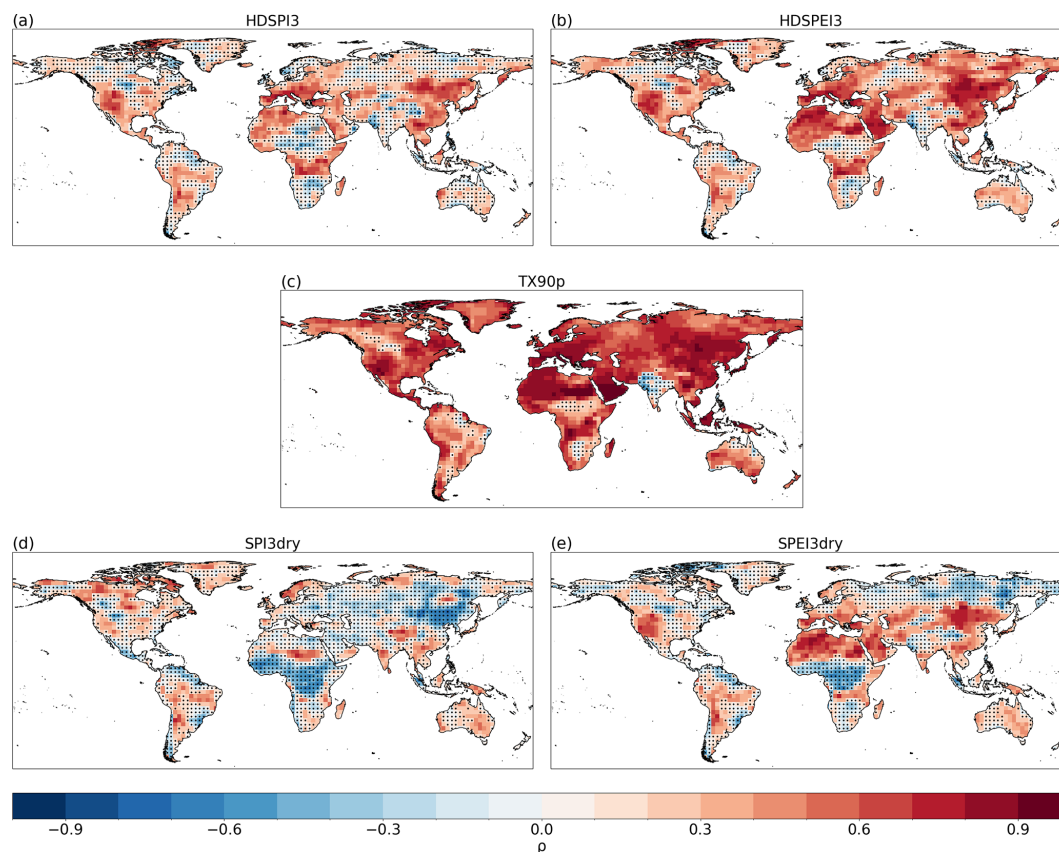 (a) HDSPI3
(b) HDSPEI3
(c) TX90p
(d) SPI3dry
(e) SPEI3dry
−0.9 −0.6 −0.3 0.0 0.3 0.6 0.9
ρ